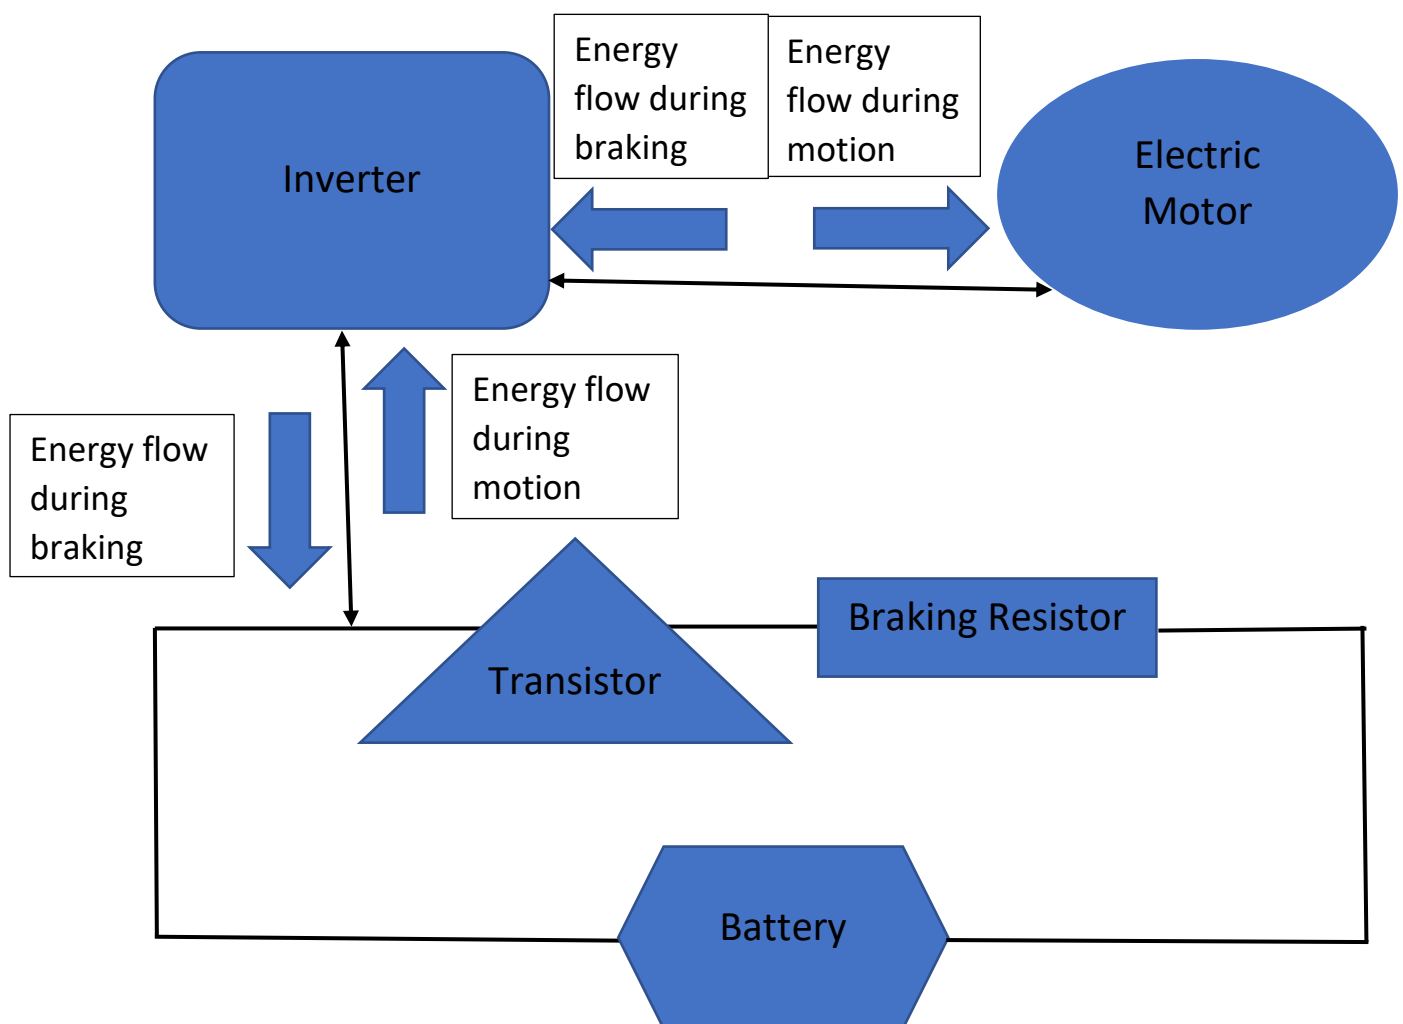 Energy
flow during
braking
Energy
flow during
motion
Inverter
Electric
Motor
Energy flow
during
motion
Energy flow
during
braking
Braking Resistor
Transistor
Battery